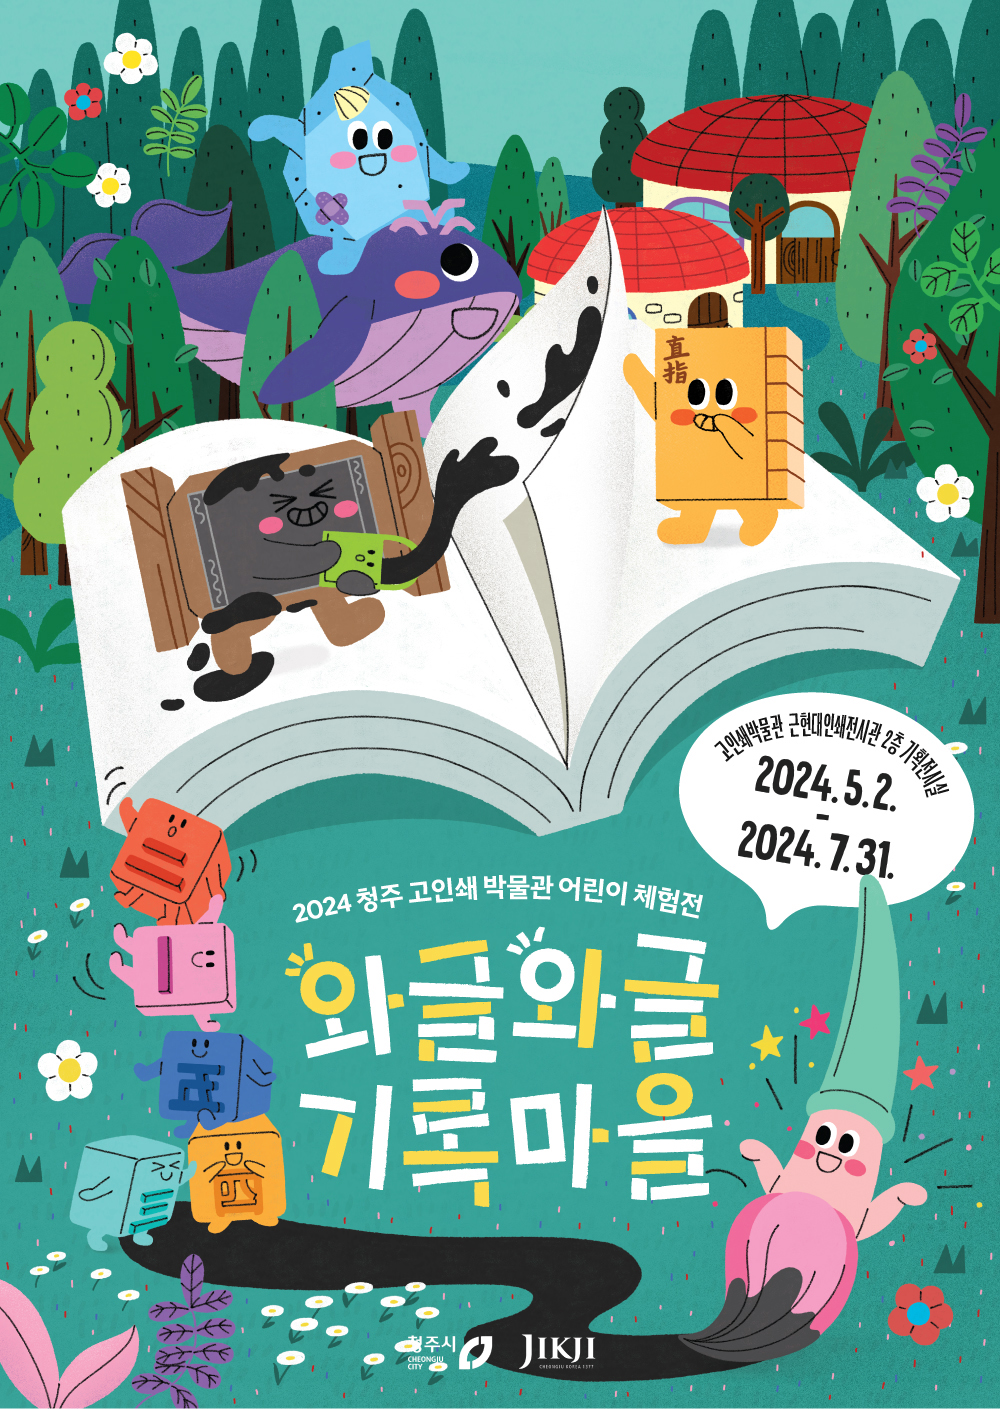 直
指
고인쇄박물관 근현대인쇄전시관 2층 기획전시실
2024. 5. 2.
-
2024. 7. 31.
2024 청주 고인쇄 박물관 어린이 체험전
와글와글
기록마을
청주시
CHEONGJU
CITY
JIKJI
CHEONGJU KOREA 1377